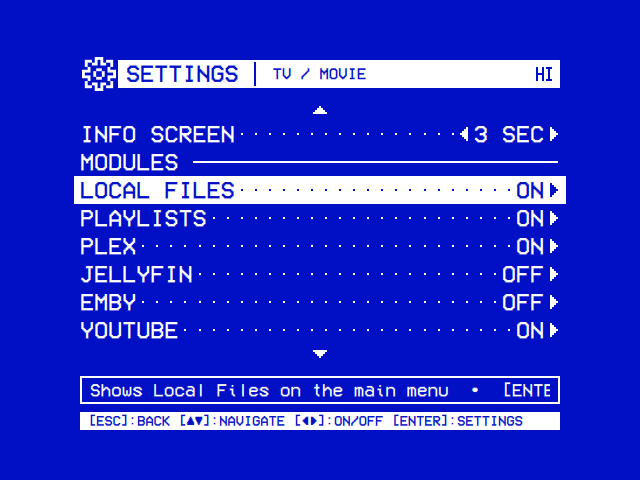 SETTINGS | TV / MOVIE HI
INFO SCREEN 3 SEC
MODULES
LOCAL FILES ON
PLAYLISTS ON
PLEX ON
JELLYFIN OFF
EMBY OFF
YOUTUBE ON
Shows Local Files on the main menu • [ENTE
[ESC]:BACK [▲▼]:NAVIGATE [◀▶]:ON/OFF [ENTER]:SETTINGS